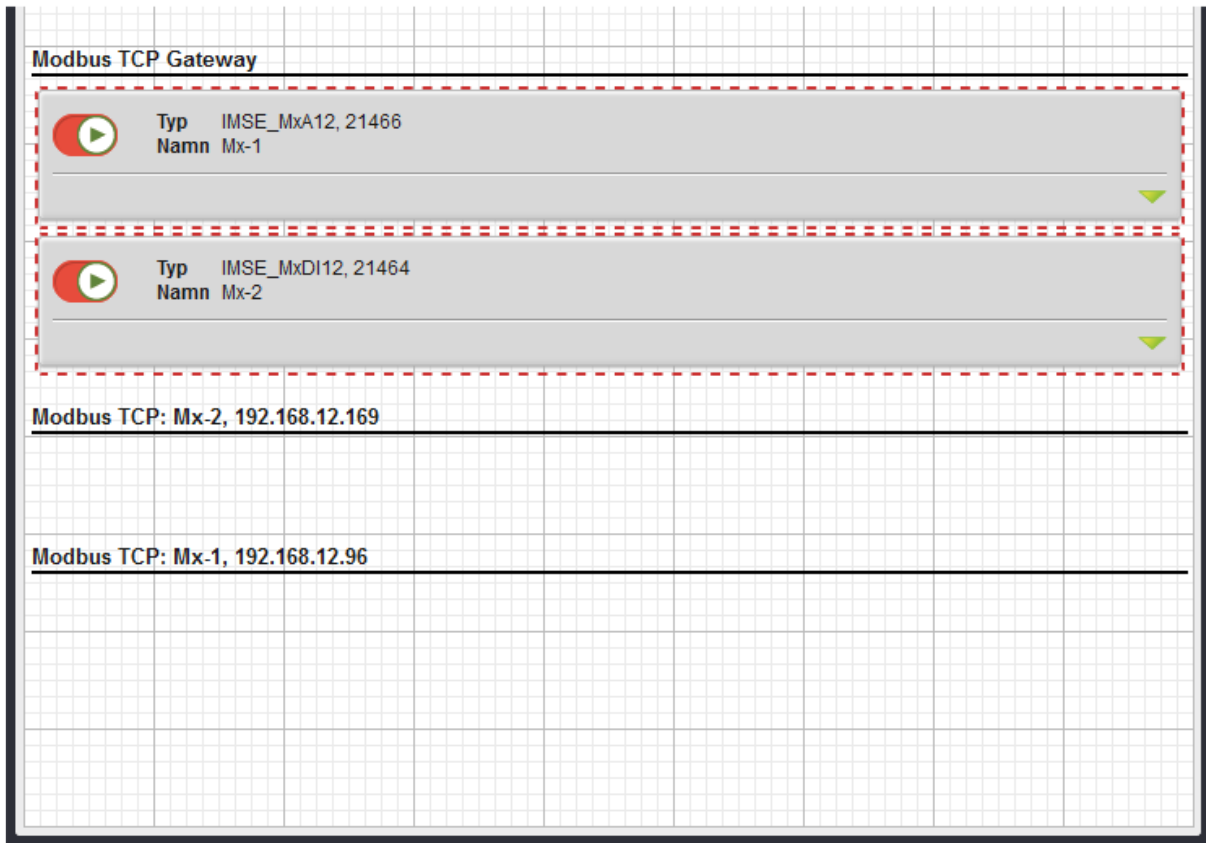 Modbus TCP Gateway
Typ IMSE_MxA12, 21466
Namn Mx-1
Typ IMSE_MxDI12, 21464
Namn Mx-2
Modbus TCP: Mx-2, 192.168.12.169
Modbus TCP: Mx-1, 192.168.12.96